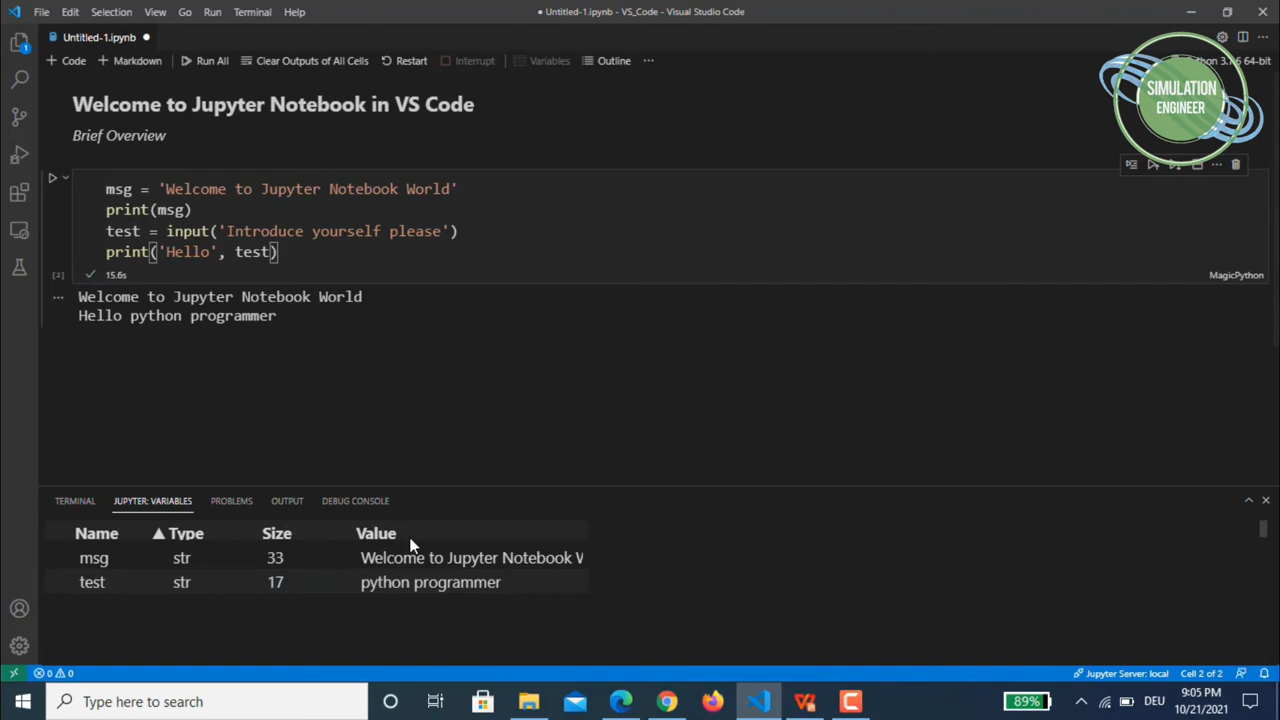 File Edit Selection View Go Run Terminal Help
● Untitled-1.ipynb - VS_Code - Visual Studio Code
1
Untitled-1.ipynb ●
+ Code + Markdown Run All Clear Outputs of All Cells Restart Interrupt Variables Outline ...
64-bit
SIMULATION
ENGINEER
Welcome to Jupyter Notebook in VS Code
Brief Overview
msg = 'Welcome to Jupyter Notebook World'
print(msg)
test = input('Introduce yourself please')
print('Hello', test)
[2] ✓ 15.6s
MagicPython
Welcome to Jupyter Notebook World
Hello python programmer
TERMINAL JUPYTER: VARIABLES PROBLEMS OUTPUT DEBUG CONSOLE
Name ▲ Type Size Value
msg str 33 Welcome to Jupyter Notebook W
test str 17 python programmer
0 0
Jupyter Server: local Cell 2 of 2
Type here to search
89%
DEU
9:05 PM
10/21/2021